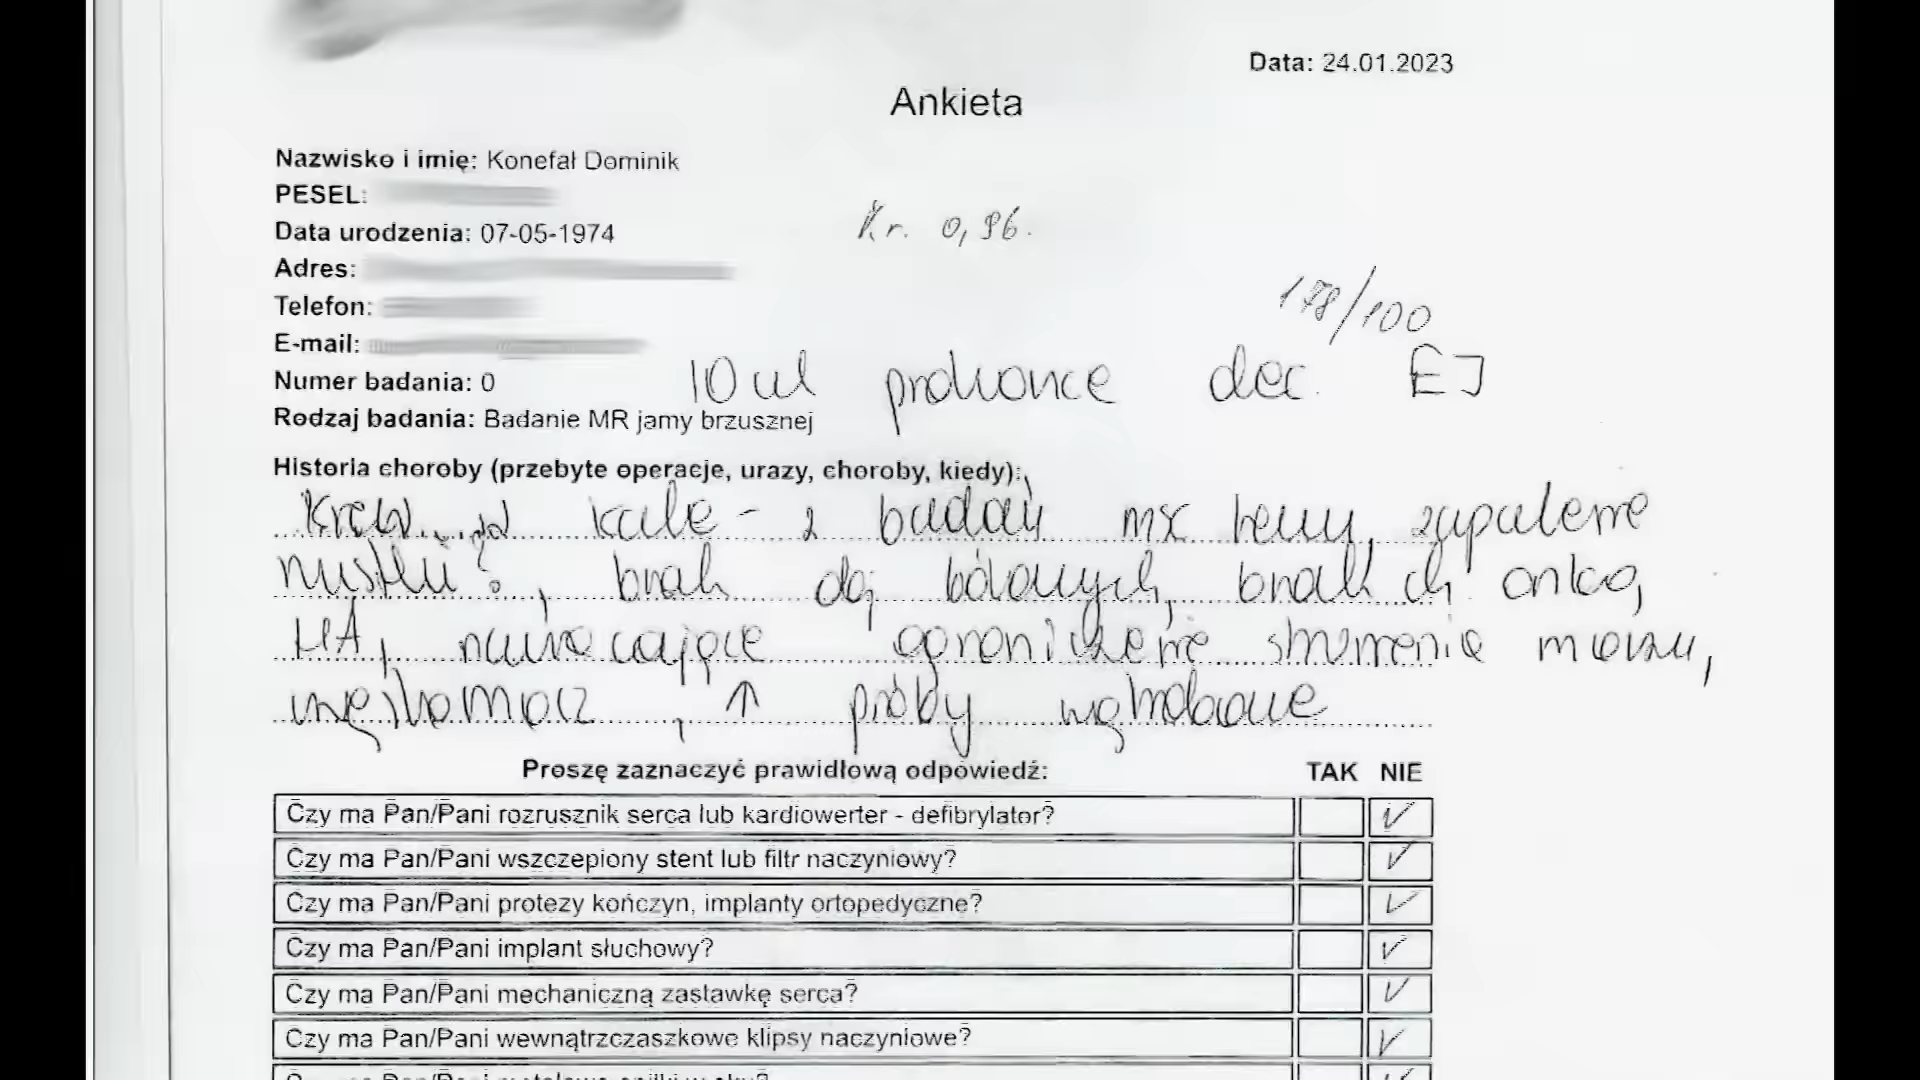 Data: 24.01.2023
Ankieta
Nazwisko i imię: Konefał Dominik
PESEL:
Data urodzenia: 07-05-1974
Kr. 0,96.
Adres:
178/100
Telefon:
E-mail:
Numer badania: 0
10 ml prohance dec. EJ
Rodzaj badania: Badanie MR jamy brzusznej
Historia choroby (przebyte operacje, urazy, choroby, kiedy):
Krew w kale - z badań hemor, zapalenie
brak dol. bólowych, brak ch. onko,
HA, nawracające ograniczenie strumienia moczu,
↑ próby wątrobowe
Proszę zaznaczyć prawidłową odpowiedź: TAK NIE
Czy ma Pan/Pani rozrusznik serca lub kardiowerter - defibrylator?
Czy ma Pan/Pani wszczepiony stent lub filtr naczyniowy?
Czy ma Pan/Pani protezy kończyn, implanty ortopedyczne?
Czy ma Pan/Pani implant słuchowy?
Czy ma Pan/Pani mechaniczną zastawkę serca?
Czy ma Pan/Pani wewnątrzczaszkowe klipsy naczyniowe?